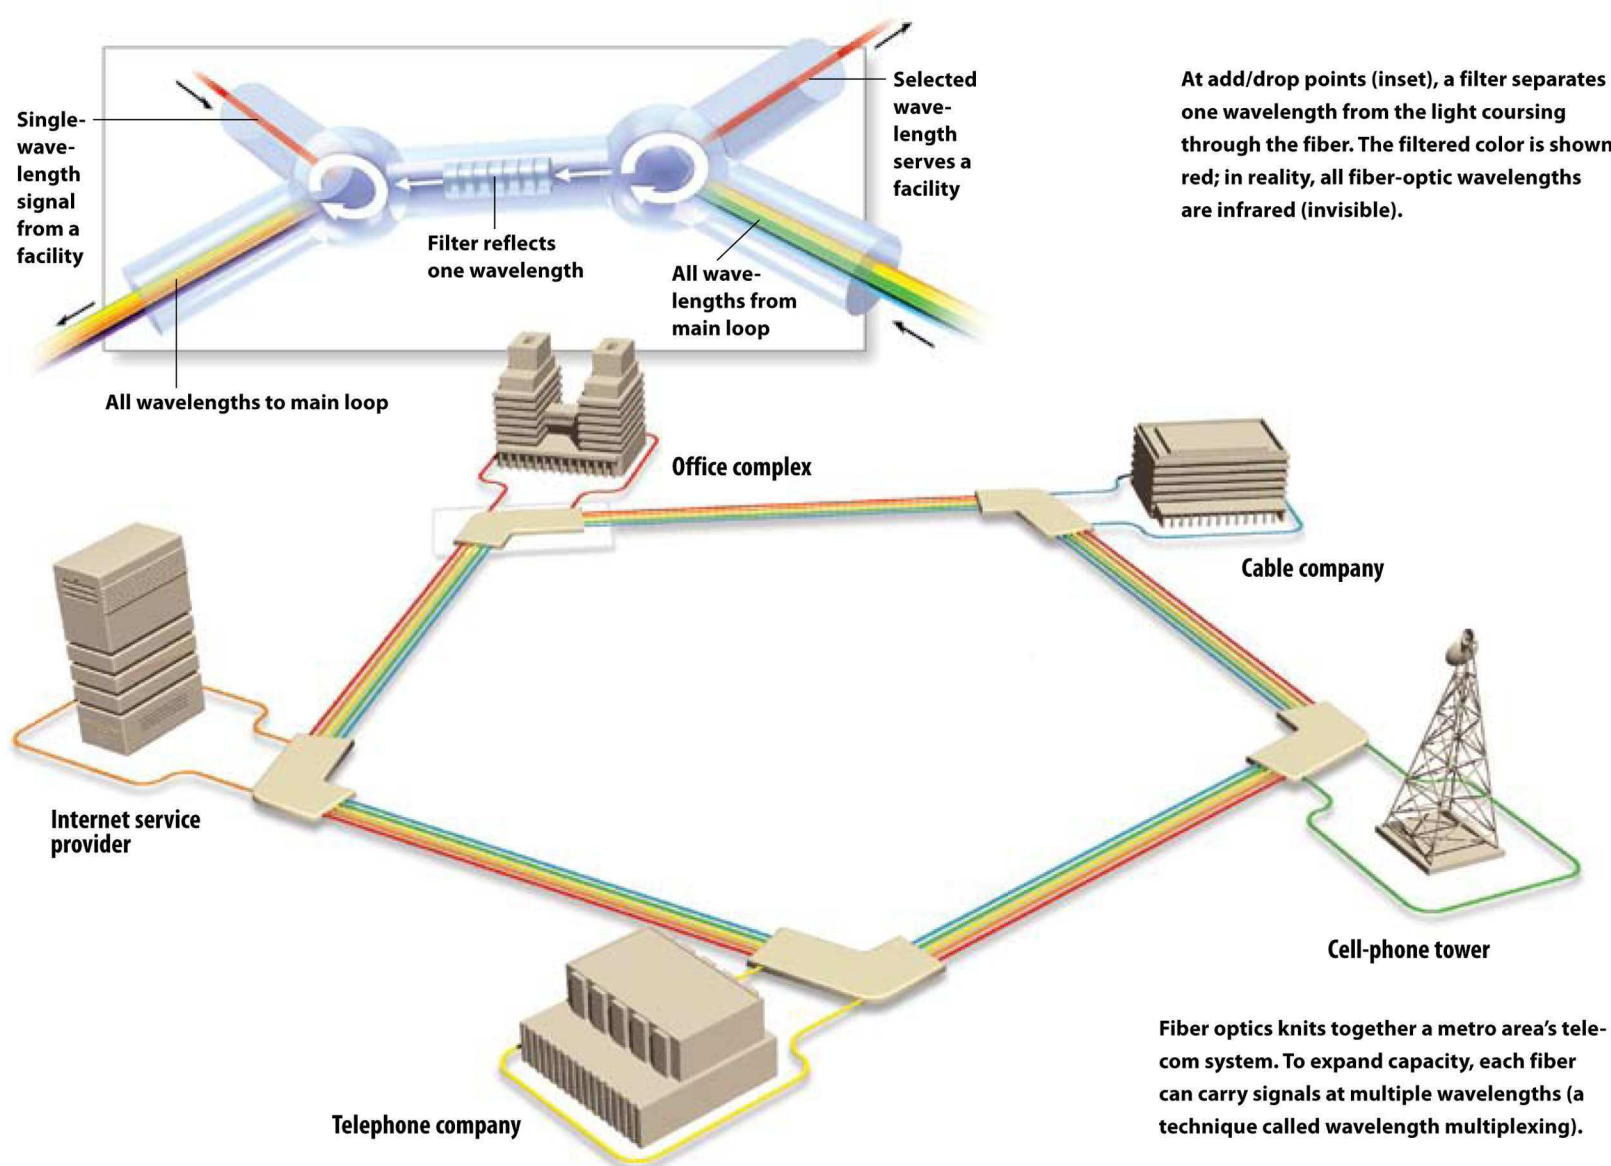 Single-
wave-
length
signal
from a
facility
Filter reflects
one wavelength
All wave-
lengths from
main loop
Selected
wave-
length
serves a
facility
All wavelengths to main loop
At add/drop points (inset), a filter separates
one wavelength from the light coursing
through the fiber. The filtered color is shown
red; in reality, all fiber-optic wavelengths
are infrared (invisible).
Office complex
Cable company
Internet service
provider
Cell-phone tower
Telephone company
Fiber optics knits together a metro area's tele-
com system. To expand capacity, each fiber
can carry signals at multiple wavelengths (a
technique called wavelength multiplexing).